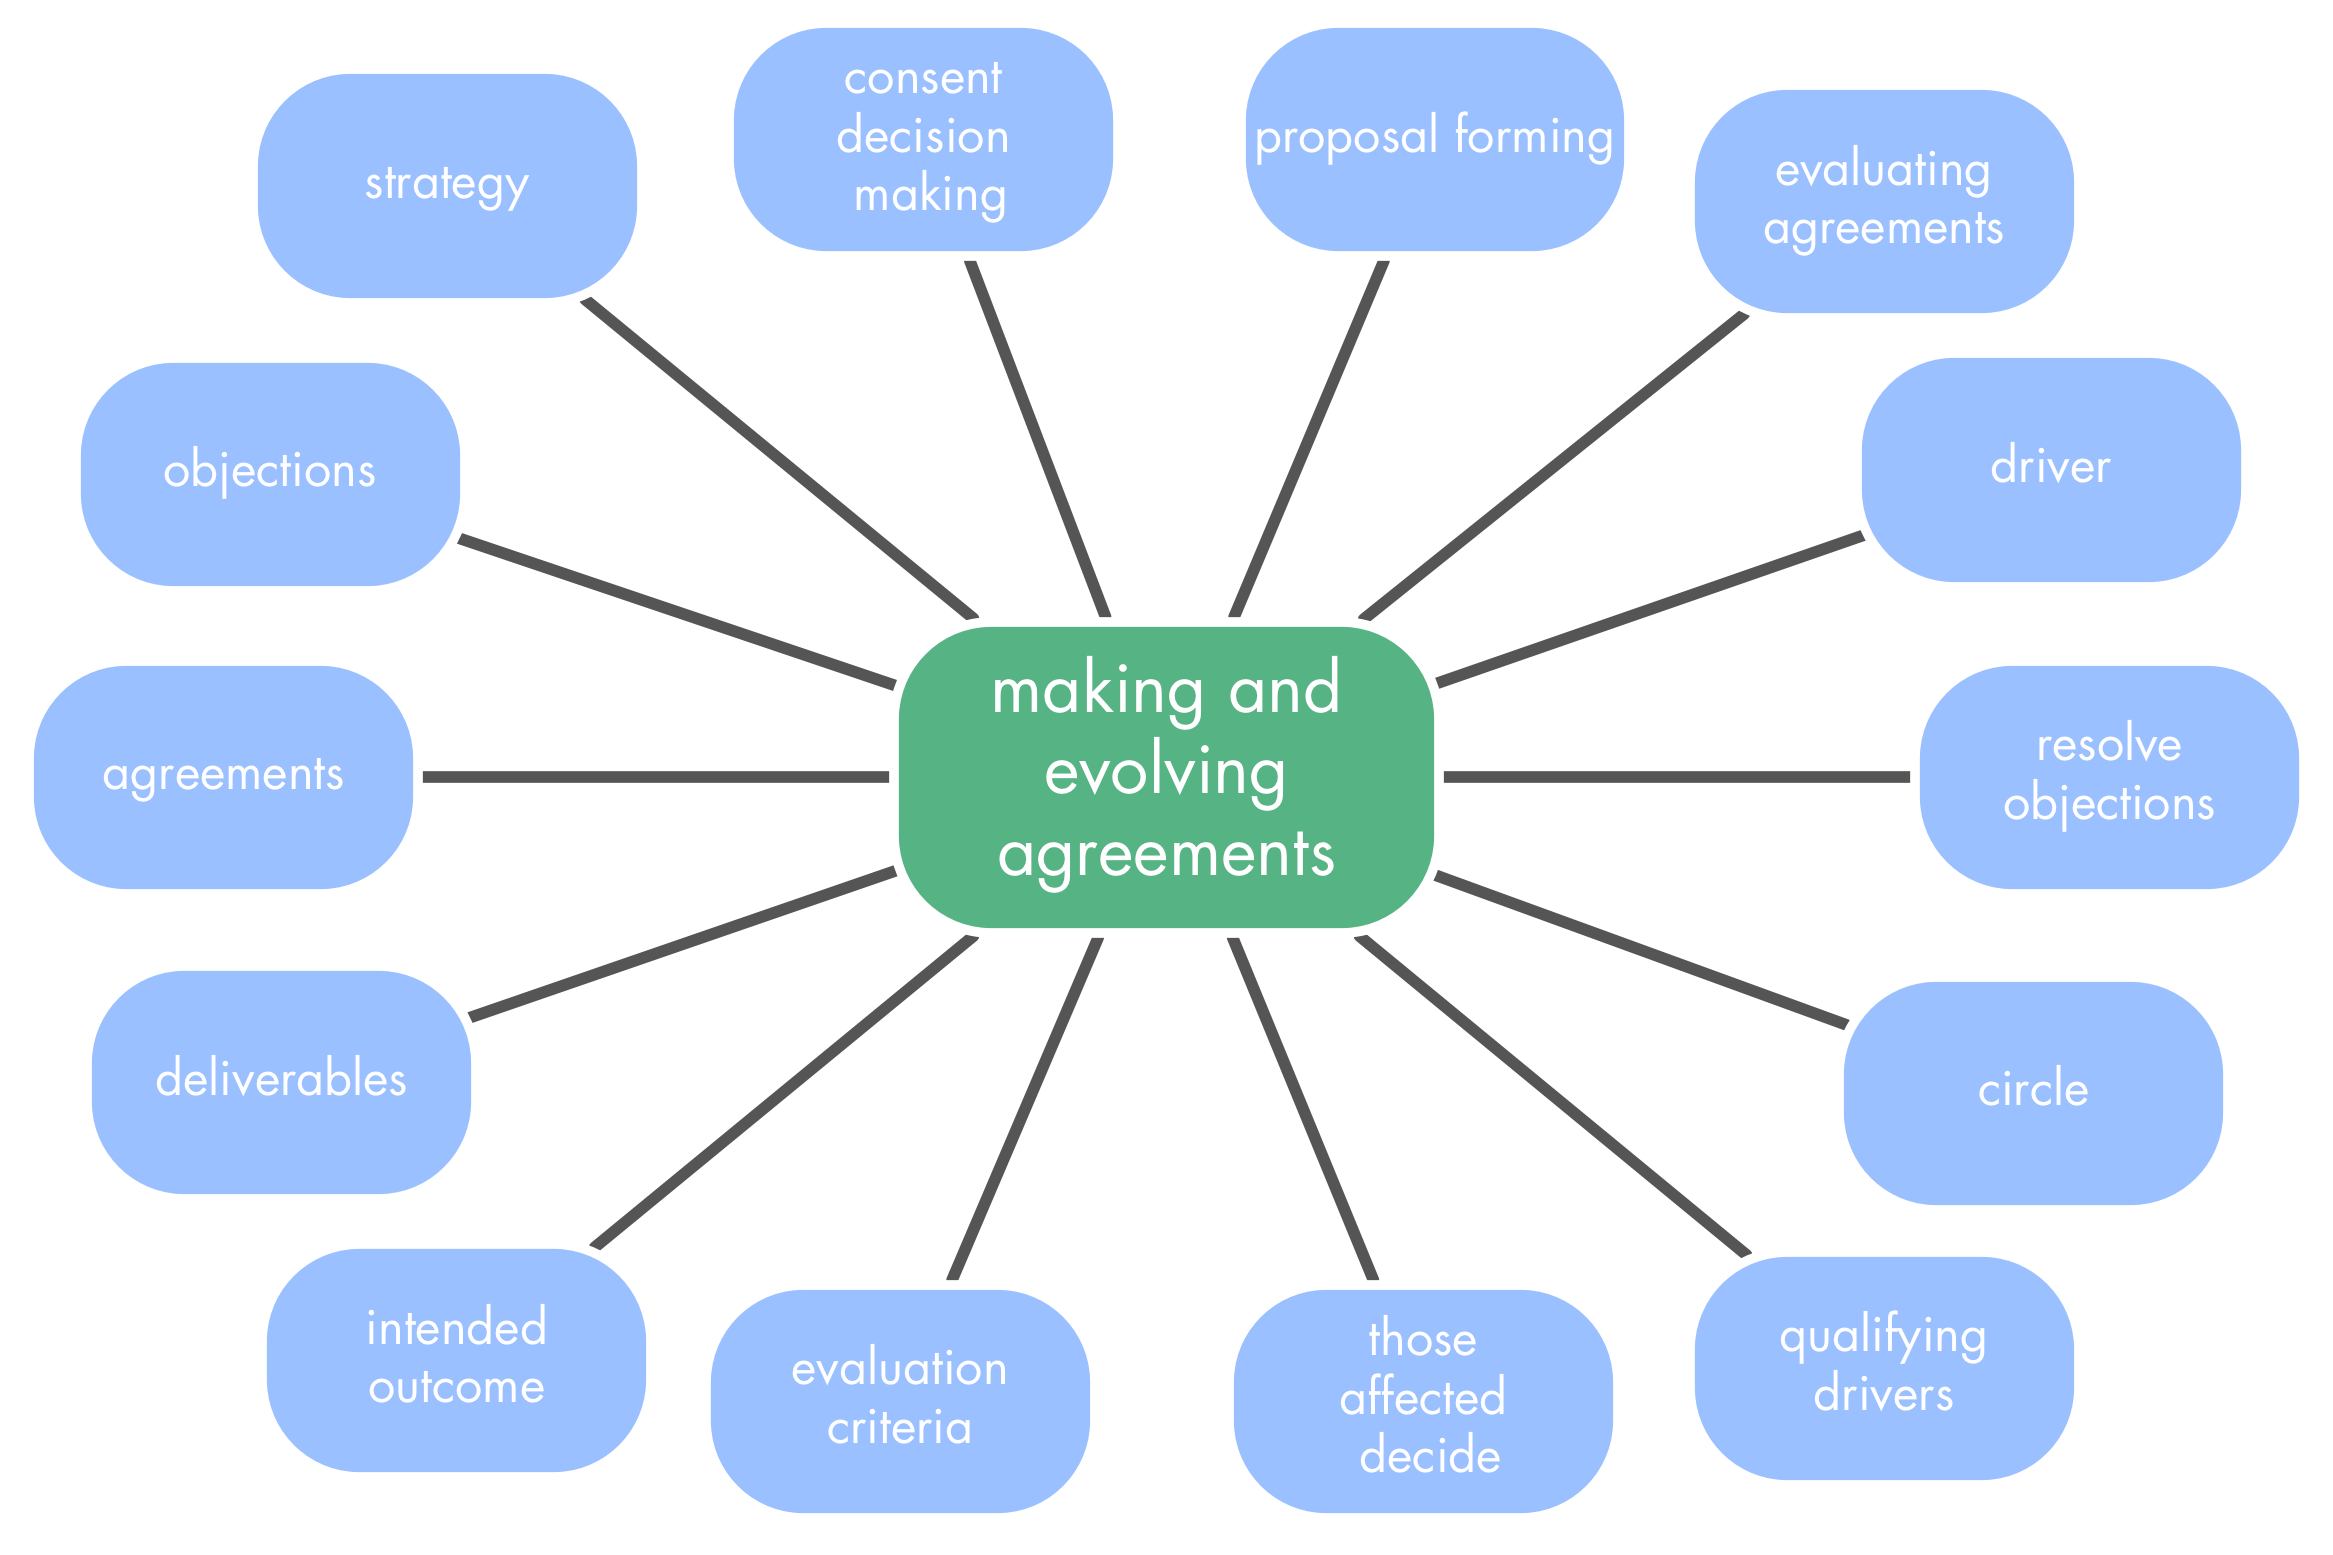 consent
decision
making
proposal forming
strategy
evaluating
agreements
objections
driver
making and
evolving
agreements
agreements
resolve
objections
deliverables
circle
intended
outcome
evaluation
criteria
those
affected
decide
qualifying
drivers